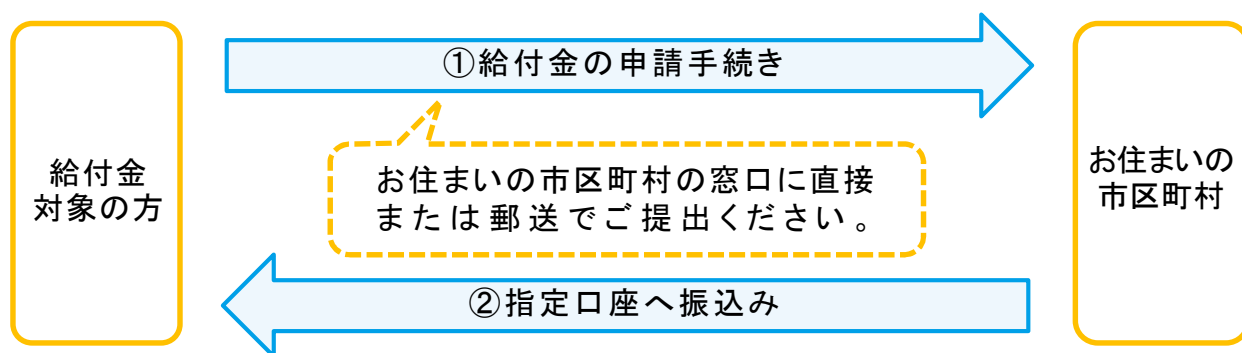 給付金
対象の方
①給付金の申請手続き
お住まいの市区町村の窓口に直接
または郵送でご提出ください。
②指定口座へ振込み
お住まいの
市区町村